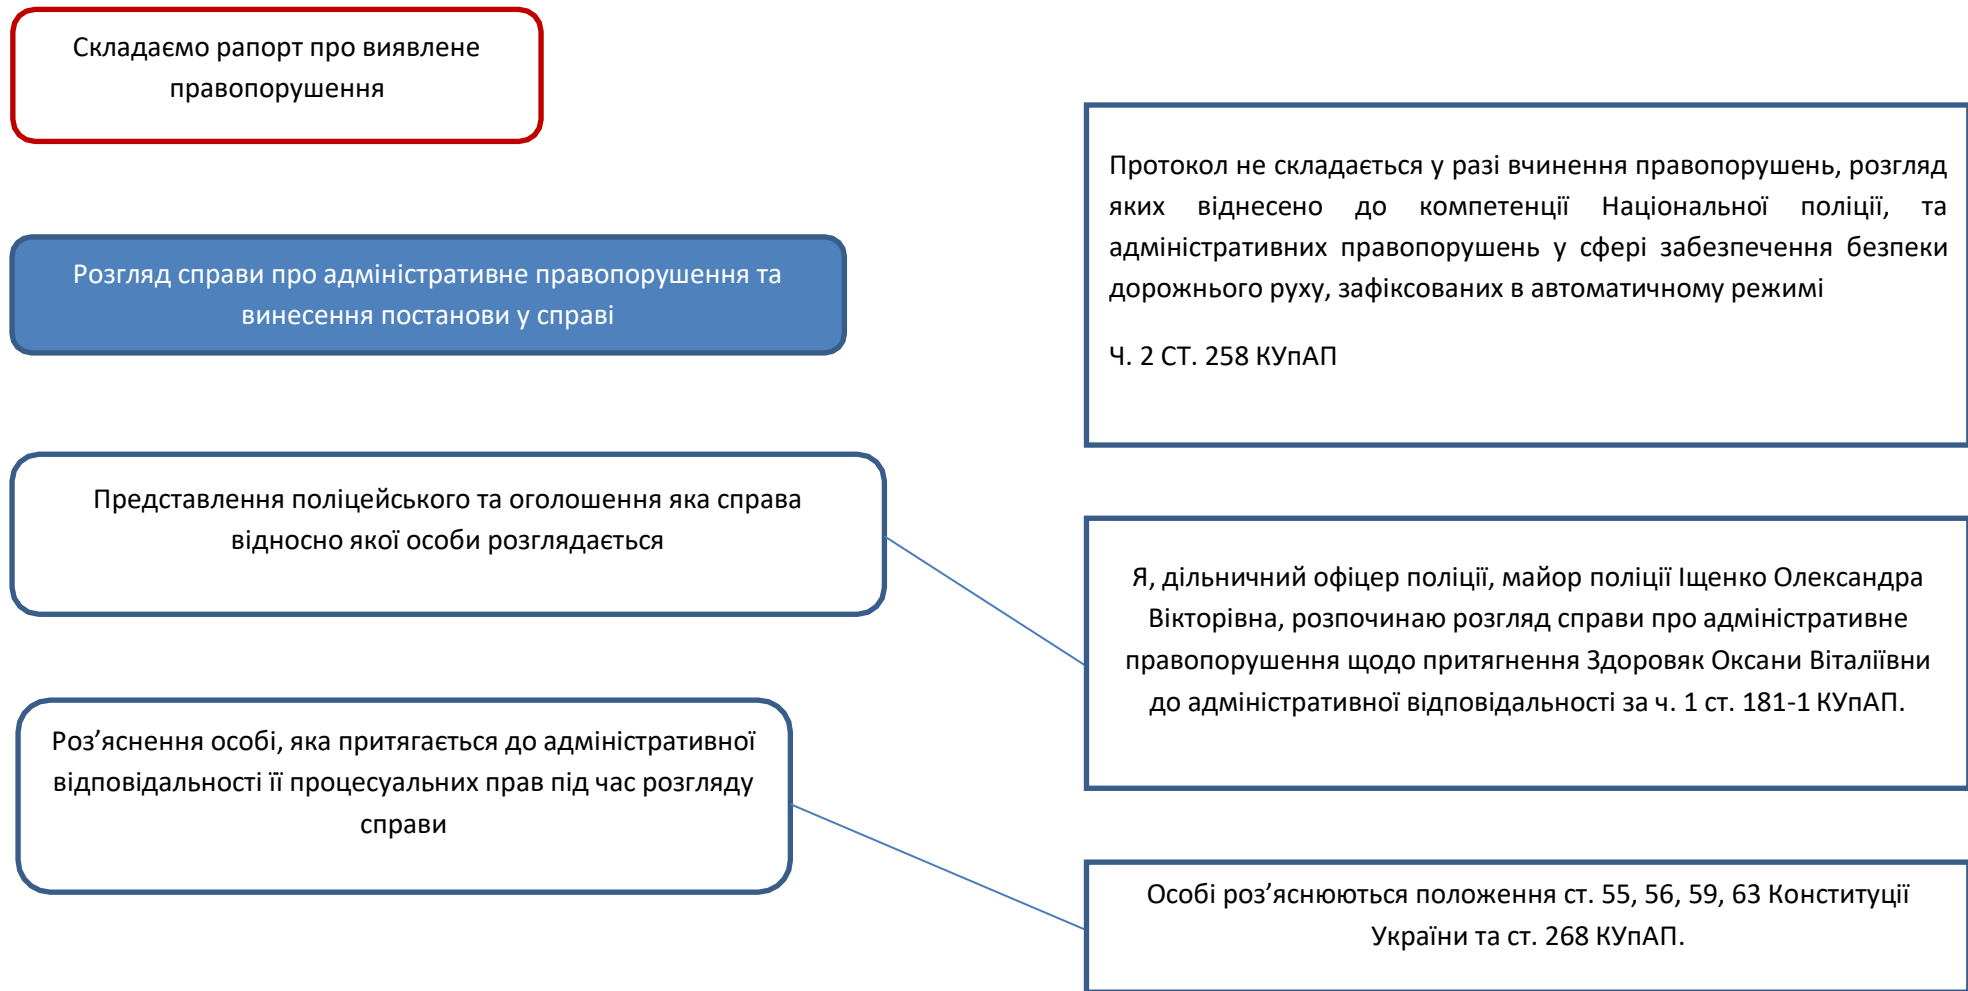 Складаємо рапорт про виявлене
правопорушення
Розгляд справи про адміністративне правопорушення та
винесення постанови у справі
Протокол не складається у разі вчинення правопорушень, розгляд
яких віднесено до компетенції Національної поліції, та
адміністративних правопорушень у сфері забезпечення безпеки
дорожнього руху, зафіксованих в автоматичному режимі
Ч. 2 СТ. 258 КУпАП
Представлення поліцейського та оголошення яка справа
відносно якої особи розглядається
Я, дільничний офіцер поліції, майор поліції Іщенко Олександра
Вікторівна, розпочинаю розгляд справи про адміністративне
правопорушення щодо притягнення Здоровяк Оксани Віталіївни
до адміністративної відповідальності за ч. 1 ст. 181-1 КУпАП.
Роз’яснення особі, яка притягається до адміністративної
відповідальності її процесуальних прав під час розгляду
справи
Особі роз’яснюються положення ст. 55, 56, 59, 63 Конституції
України та ст. 268 КУпАП.